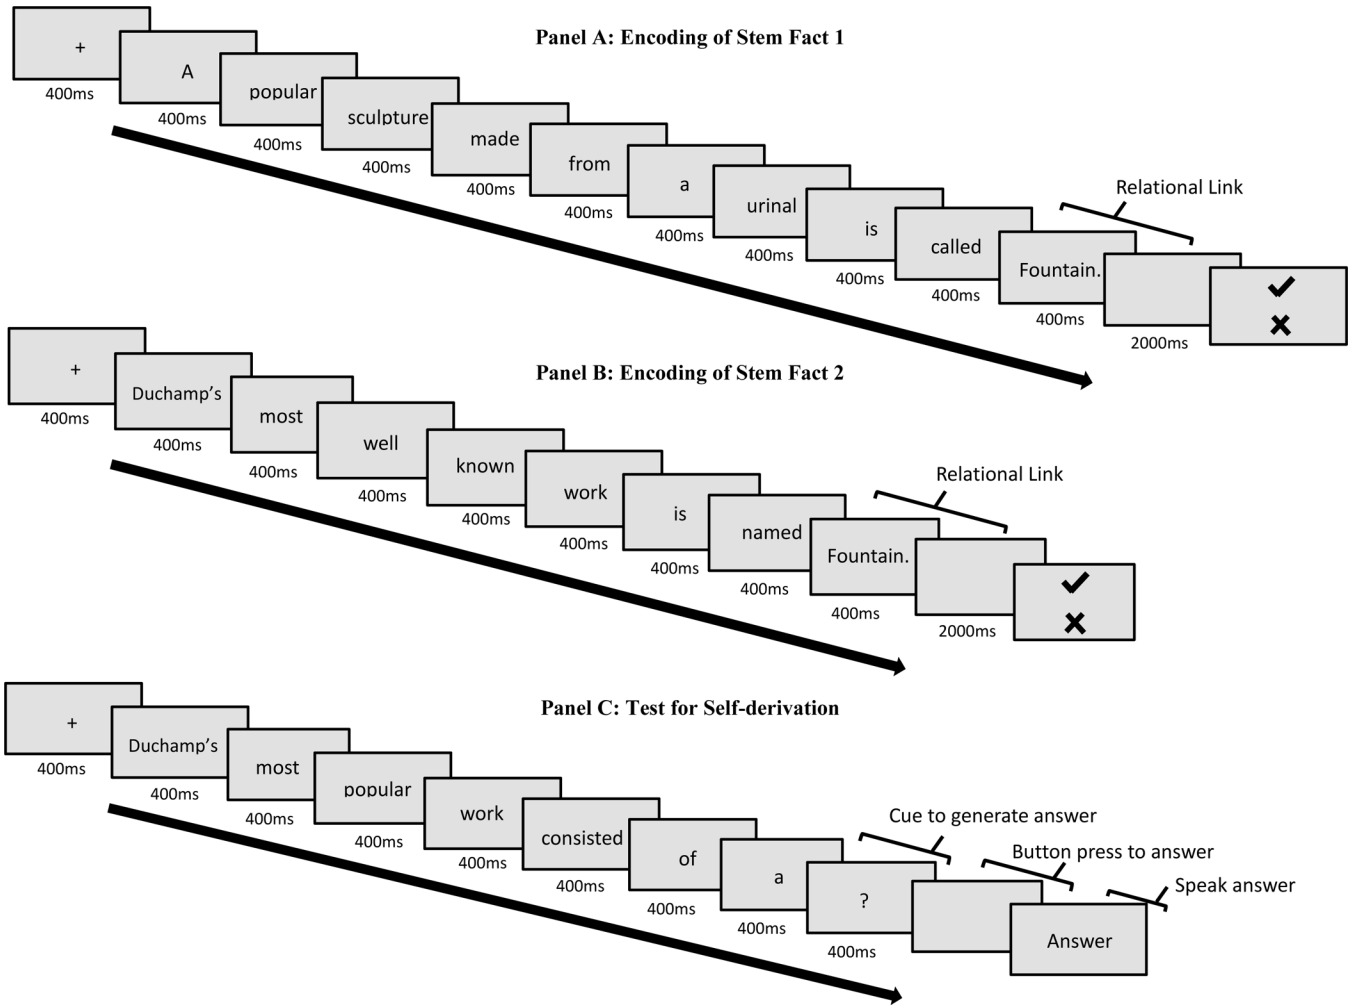 Panel A: Encoding of Stem Fact 1
+
400ms
A
400ms
popular
400ms
sculpture
400ms
made
400ms
from
400ms
a
400ms
urinal
400ms
is
400ms
called
400ms
Relational Link
Fountain.
400ms
2000ms
Panel B: Encoding of Stem Fact 2
+
400ms
Duchamp’s
400ms
most
400ms
well
400ms
known
400ms
work
400ms
is
400ms
named
400ms
Relational Link
Fountain.
400ms
2000ms
Panel C: Test for Self-derivation
+
400ms
Duchamp’s
400ms
most
400ms
popular
400ms
work
400ms
consisted
400ms
of
400ms
a
400ms
Cue to generate answer
?
400ms
Button press to answer
Speak answer
Answer